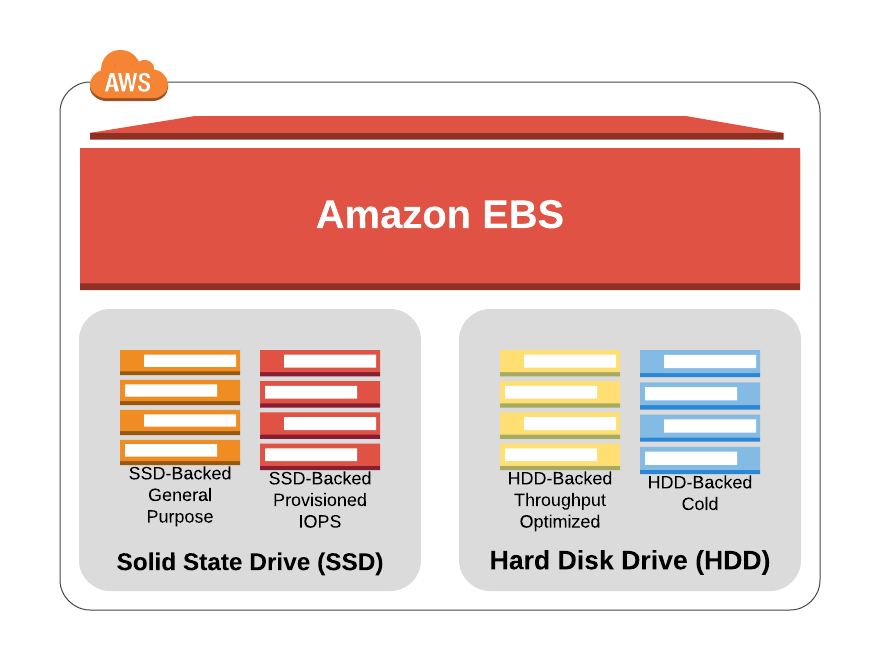 AWS
Amazon EBS
SSD-Backed
General
Purpose
SSD-Backed
Provisioned
IOPS
Solid State Drive (SSD)
HDD-Backed
Throughput
Optimized
HDD-Backed
Cold
Hard Disk Drive (HDD)